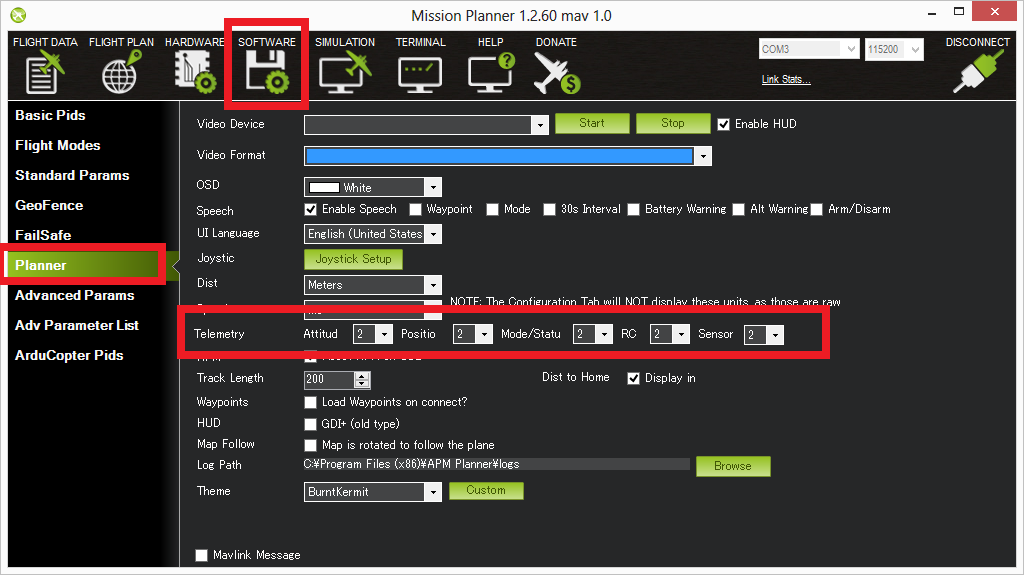 Mission Planner 1.2.60 mav 1.0
FLIGHT DATA FLIGHT PLAN HARDWARE SOFTWARE SIMULATION TERMINAL HELP DONATE COM3 115200 DISCONNECT
Link Stats...
Basic Pids
Flight Modes
Standard Params
GeoFence
FailSafe
Planner
Advanced Params
Adv Parameter List
ArduCopter Pids
Video Device Start Stop Enable HUD
Video Format
OSD White
Speech Enable Speech Waypoint Mode 30s Interval Battery Warning Alt Warning Arm/Disarm
UI Language English (United States
Joystic Joystick Setup
Dist Meters
NOTE: The Configuration Tab will NOT display these units, as those are raw
Telemetry Attitud 2 Positio 2 Mode/Statu 2 RC 2 Sensor 2
Track Length 200 Dist to Home Display in
Waypoints Load Waypoints on connect?
HUD GDI+ (old type)
Map Follow Map is rotated to follow the plane
Log Path C:¥Program Files (x86)¥APM Planner¥logs Browse
Theme BurntKermit Custom
Mavlink Message